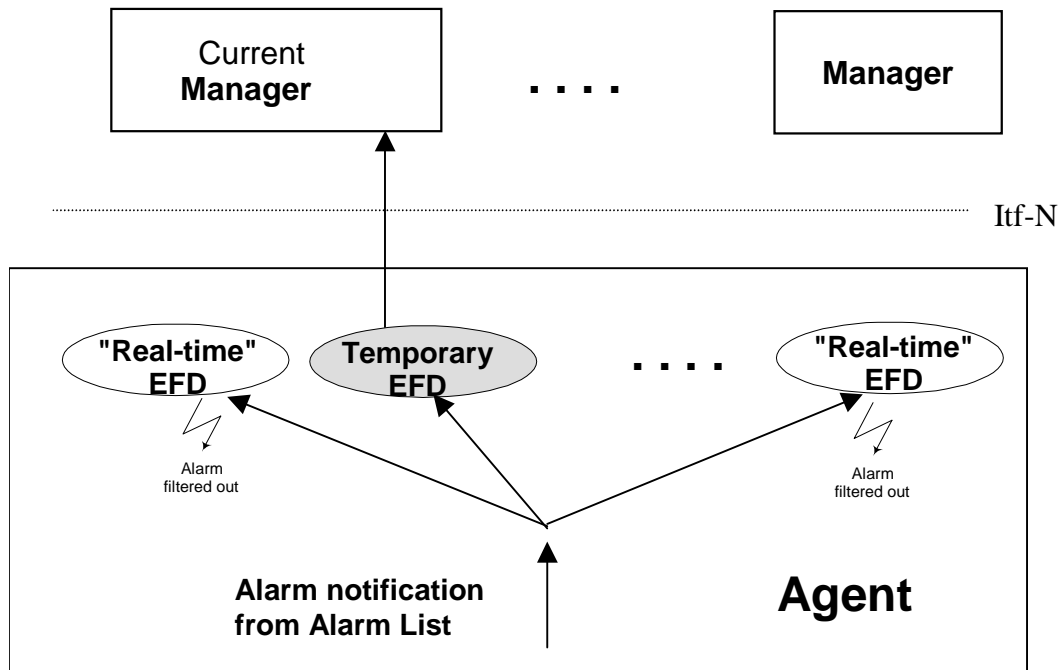 Current
Manager
. . . .
Manager
Itf-N
"Real-time"
EFD
Temporary
EFD
. . . .
"Real-time"
EFD
Alarm
filtered out
Alarm
filtered out
Alarm notification
from Alarm List
Agent